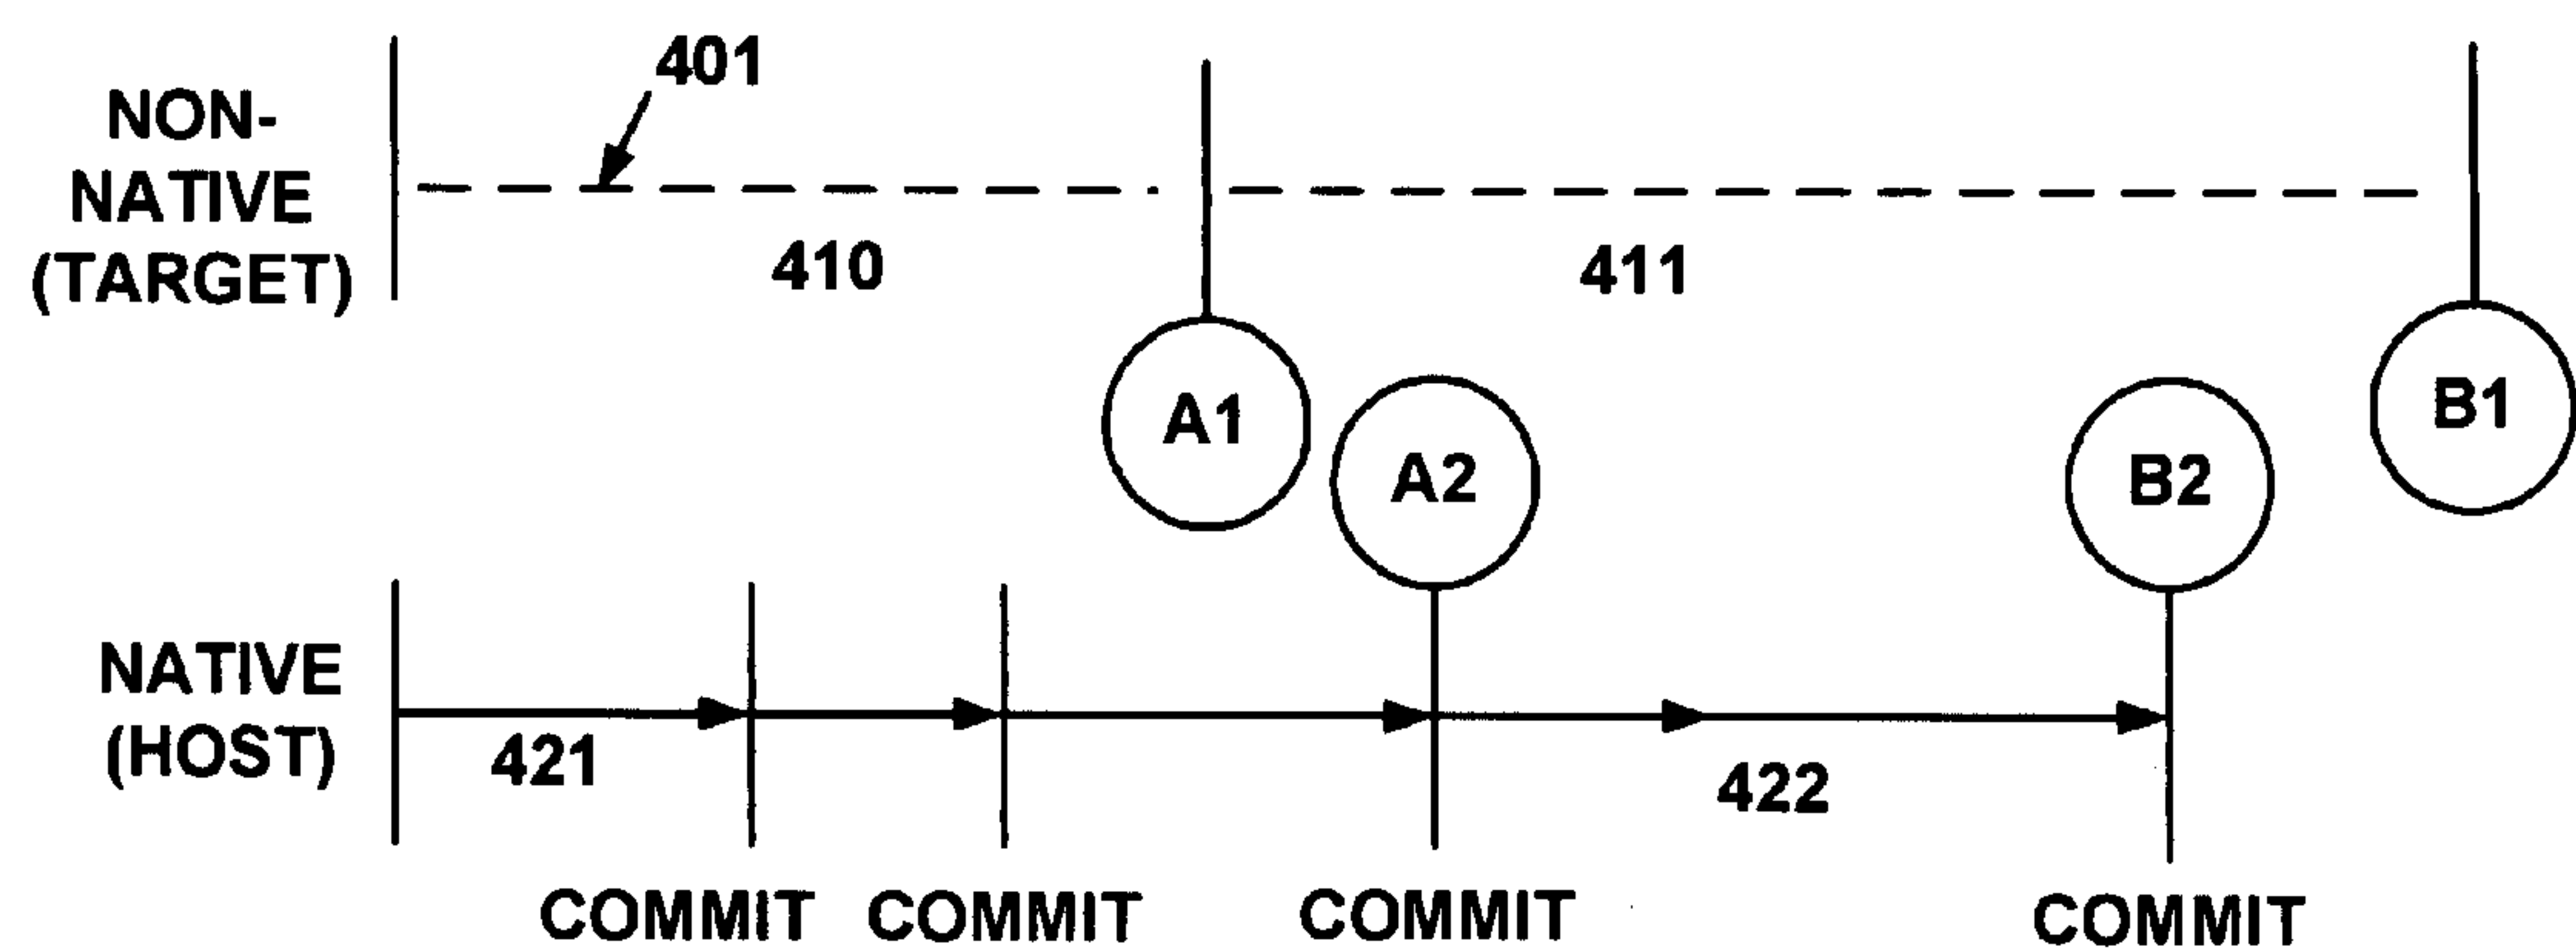 401
NON-
NATIVE
(TARGET)
410
411
A1
A2
B2
B1
NATIVE
(HOST)
421
422
COMMIT COMMIT COMMIT COMMIT